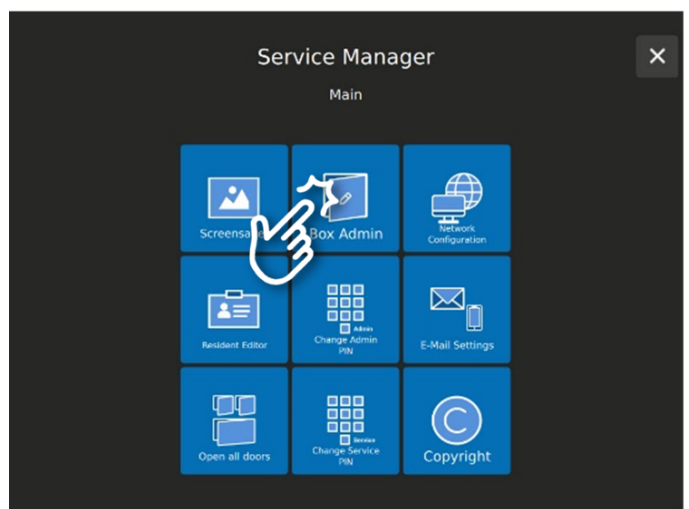 Service Manager
Main
Box Admin
Network
Configuration
Resident Editor
Admin
Change Admin
PIN
E-Mail Settings
Open all doors
Service
Change Service
PIN
Copyright